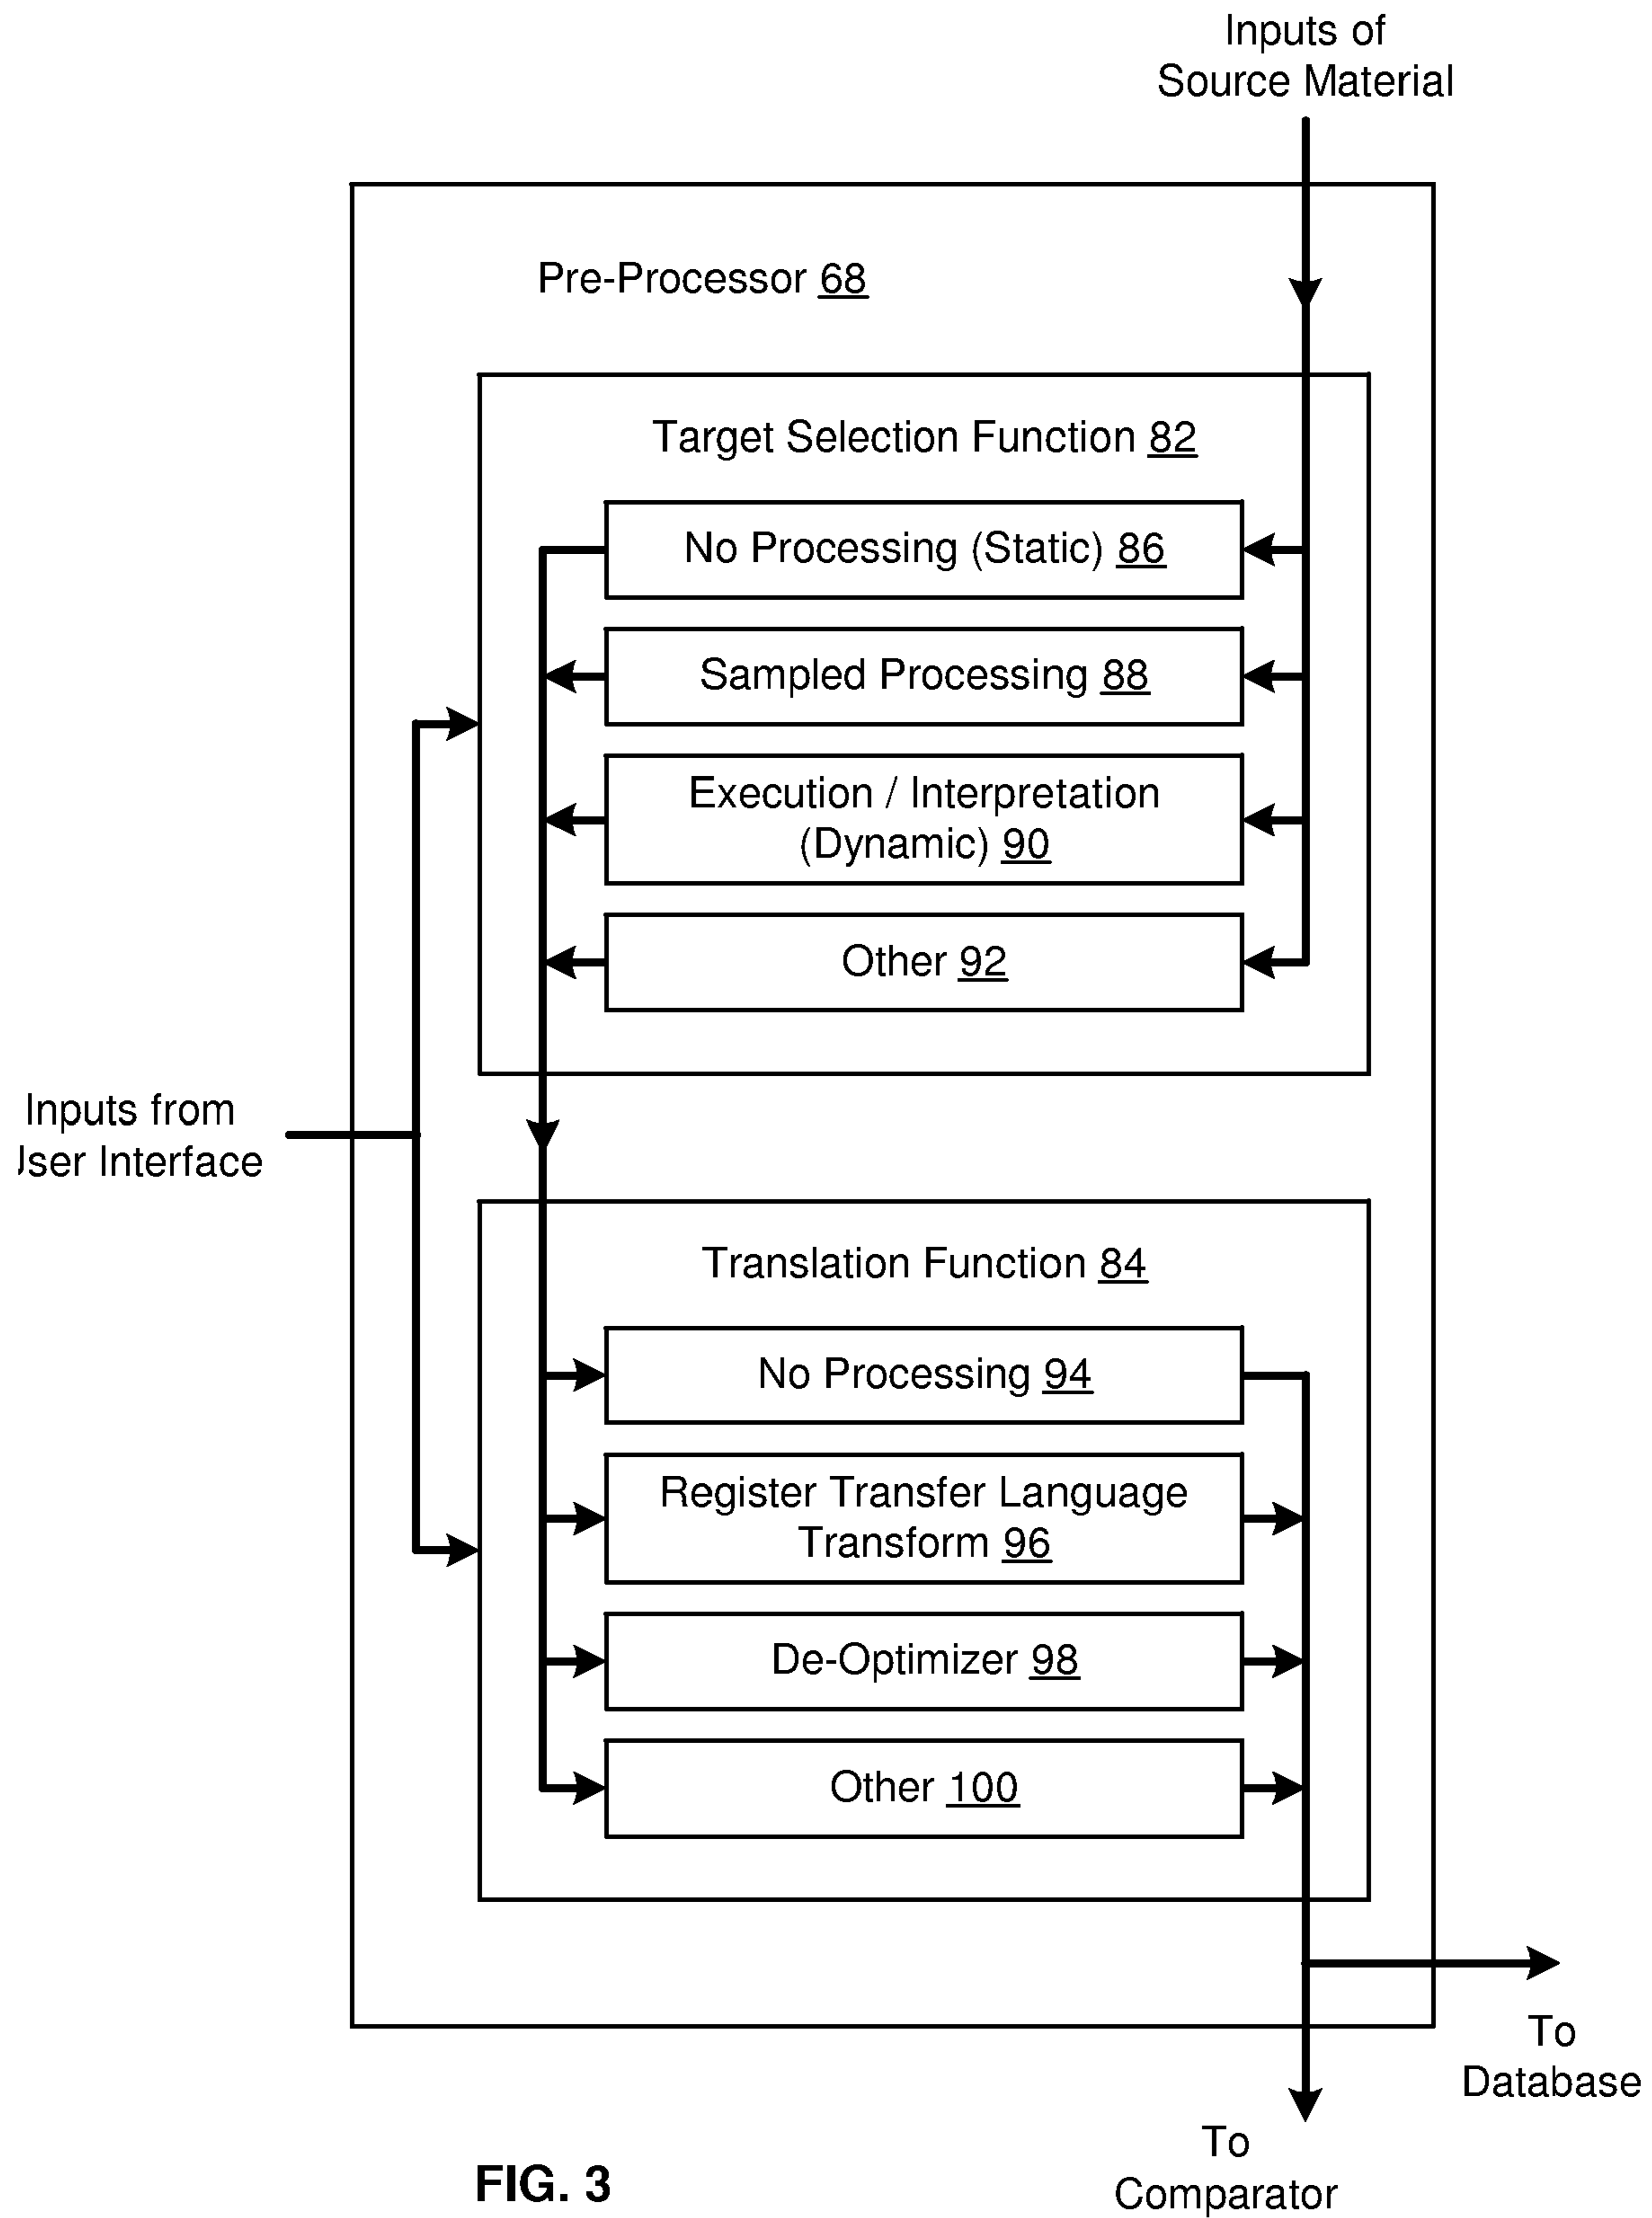 Inputs of
Source Material
Pre-Processor 68
Target Selection Function 82
No Processing (Static) 86
Sampled Processing 88
Execution / Interpretation
(Dynamic) 90
Other 92
Inputs from
User Interface
Translation Function 84
No Processing 94
Register Transfer Language
Transform 96
De-Optimizer 98
Other 100
To
Database
To
Comparator
FIG. 3